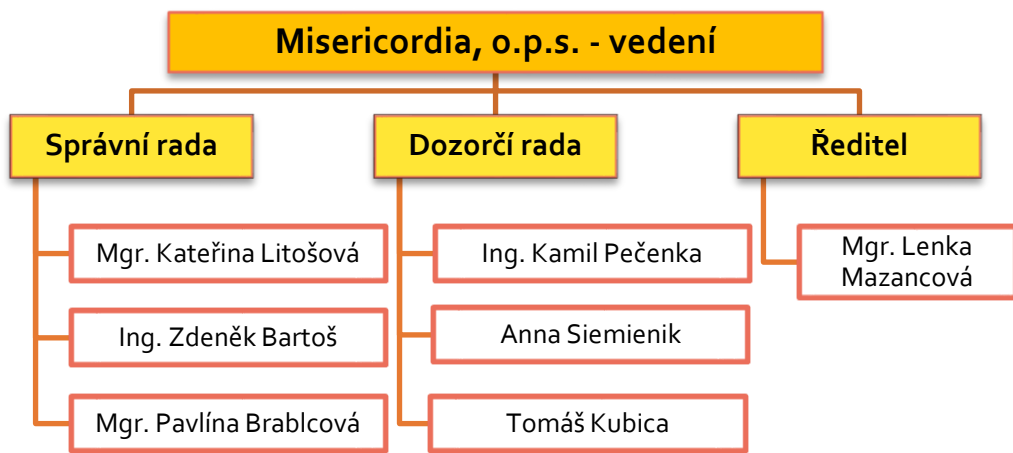 Misericordia, o.p.s. - vedení
Správní rada
Mgr. Kateřina Litošová
Ing. Zdeněk Bartoš
Mgr. Pavlína Brablcová
Dozorčí rada
Ing. Kamil Pečenka
Anna Siemienik
Tomáš Kubica
Ředitel
Mgr. Lenka
Mazancová